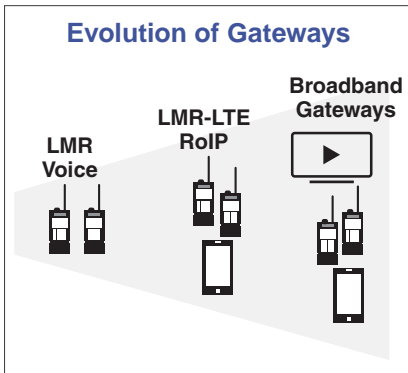 Evolution of Gateways
LMR
Voice
LMR-LTE
RoIP
Broadband
Gateways